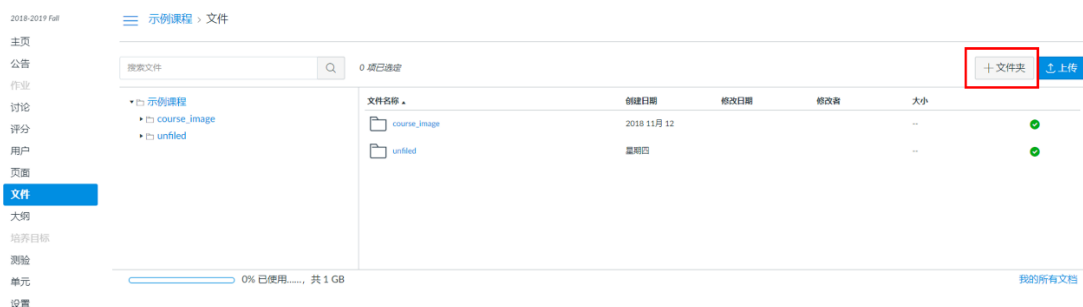 2018-2019 Fall
示例课程 › 文件
主页
公告
作业
讨论
评分
用户
页面
文件
大纲
培养目标
测验
单元
设置
搜索文件
0 项已选定
＋文件夹
上传
示例课程
course_image
unfiled
文件名称 创建日期 修改日期 修改者 大小
course_image 2018 11月 12 --
unfiled 星期四 --
0% 已使用……，共 1 GB
我的所有文档